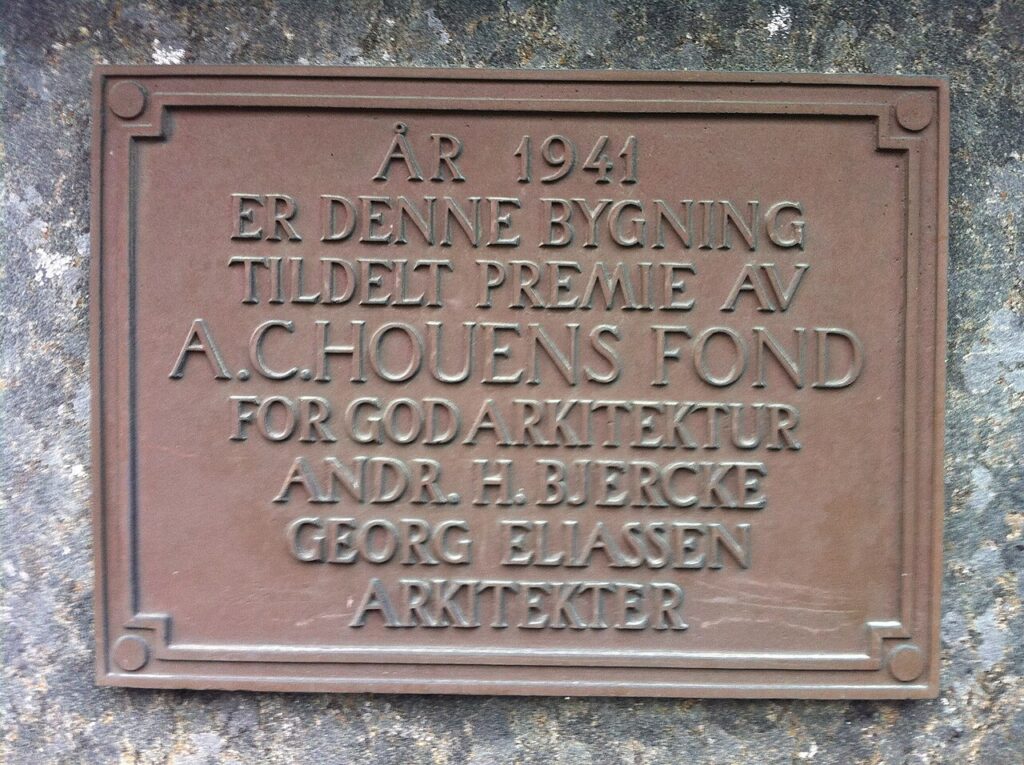 ÅR 1941
ER DENNE BYGNING
TILDELT PREMIE AV
A.C.HOUENS FOND
FOR GOD ARKITEKTUR
ANDR. H. BJERCKE
GEORG ELIASSEN
ARKITEKTER